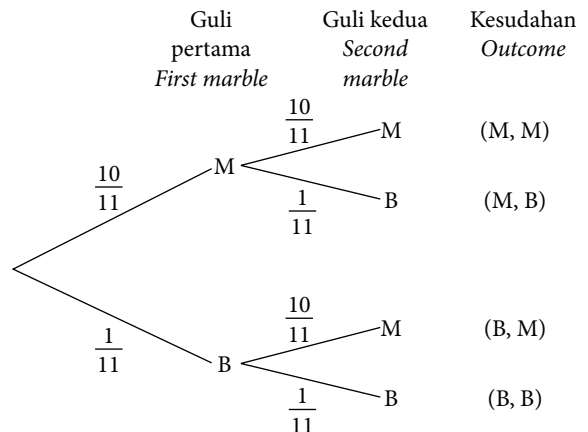 Guli
pertama
First marble
Guli kedua
Second
marble
Kesudahan
Outcome
10
11
M
10
11
M
(M, M)
1
11
B
(M, B)
1
11
B
10
11
M
(B, M)
1
11
B
(B, B)